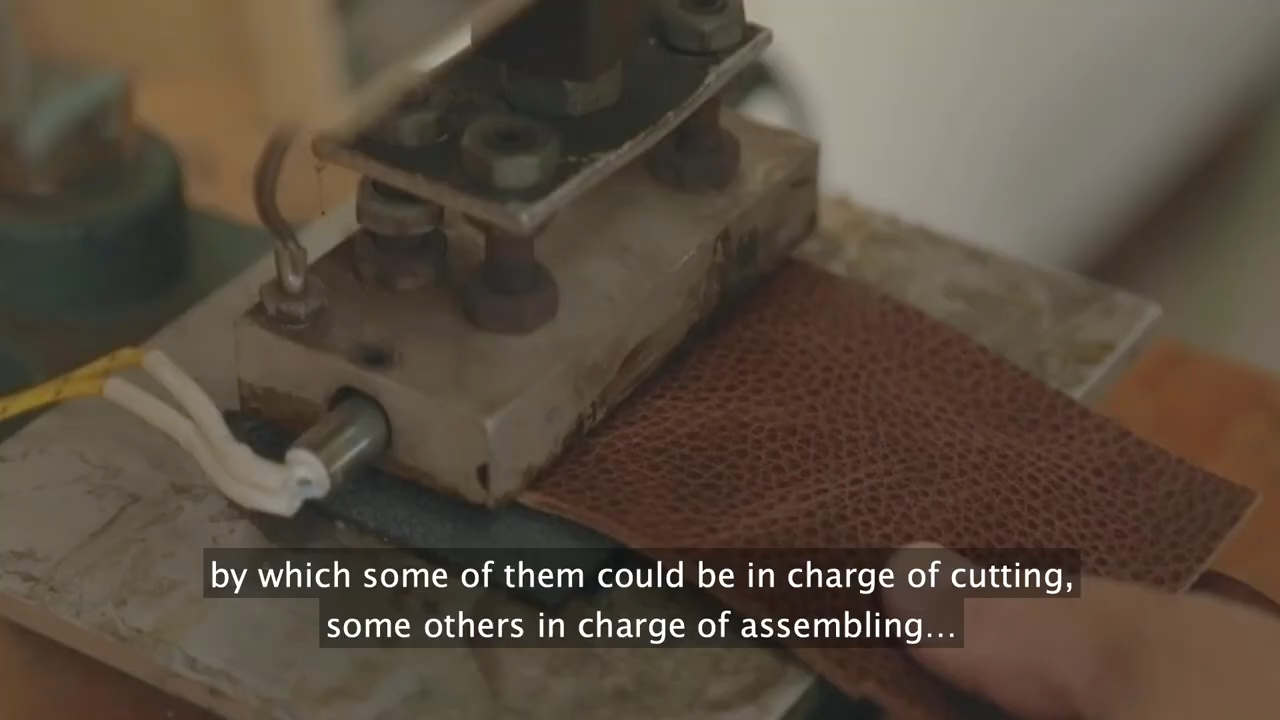 by which some of them could be in charge of cutting,
some others in charge of assembling…